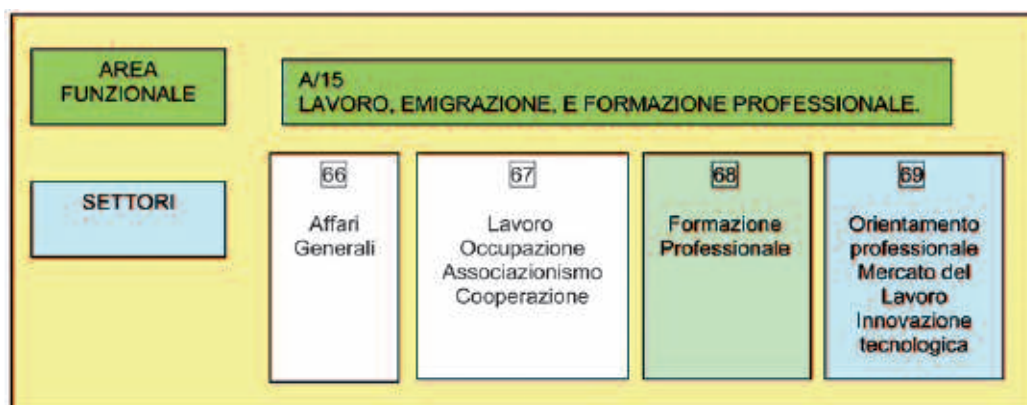 AREA
FUNZIONALE
A/15
LAVORO, EMIGRAZIONE, E FORMAZIONE PROFESSIONALE.
SETTORI
66
Affari
Generali
67
Lavoro
Occupazione
Associazionismo
Cooperazione
68
Formazione
Professionale
69
Orientamento
professionale
Mercato del
Lavoro
Innovazione
tecnologica